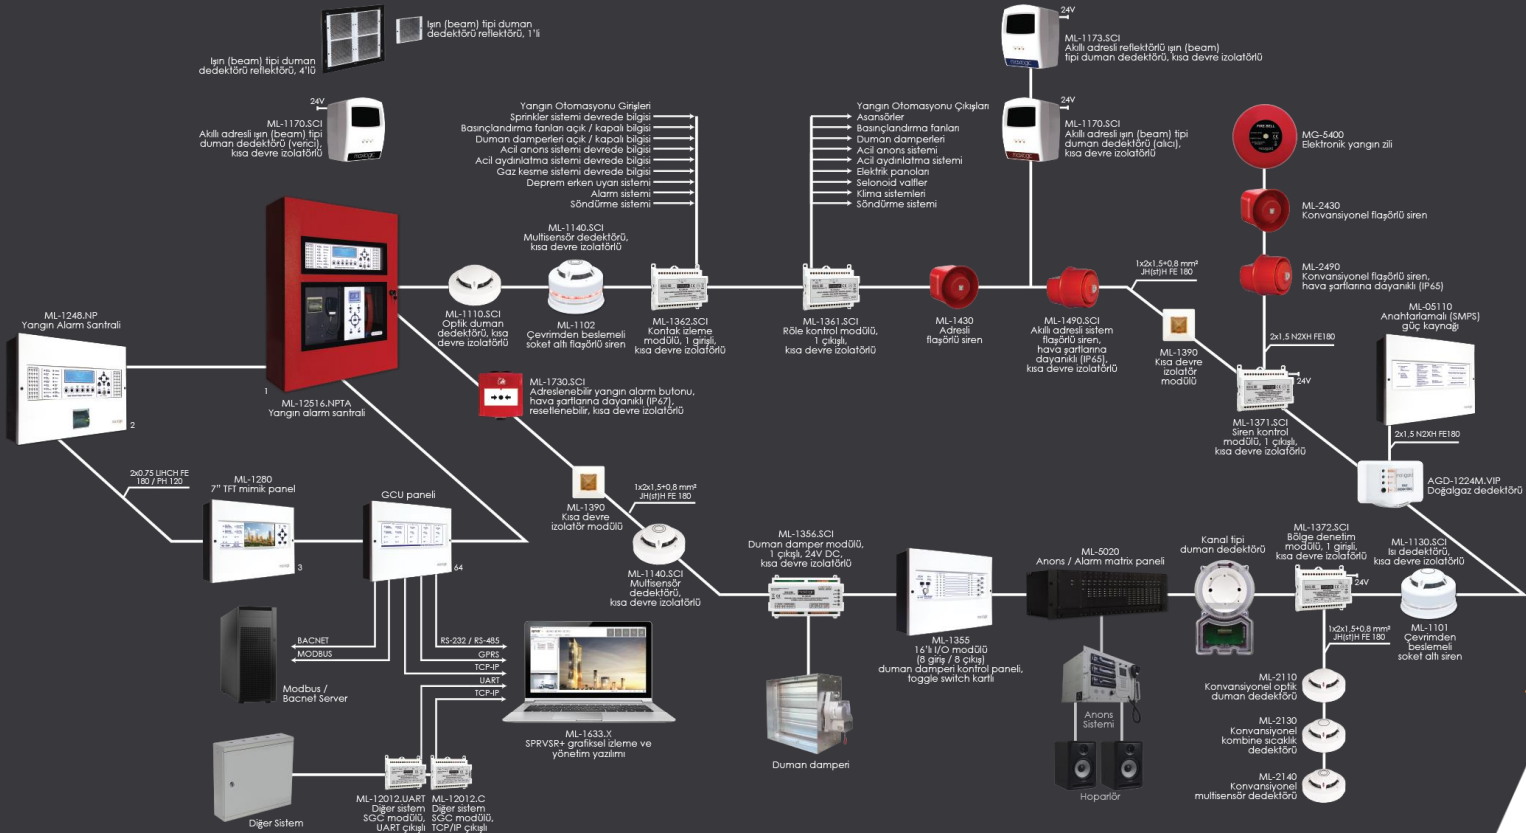 Işın (beam) tipi duman
dedektörü reflektörü, 1'li
Işın (beam) tipi duman
dedektörü reflektörü, 4'lü
24V
ML-1170.SCI
Akıllı adresli ışın (beam) tipi
duman dedektörü (verici),
kısa devre izolatörlü
Yangın Otomasyonu Girişleri
Sprinkler sistemi devrede bilgisi
Basınçlandırma fanları açık / kapalı bilgisi
Duman damperleri açık / kapalı bilgisi
Acil anons sistemi devrede bilgisi
Acil aydınlatma sistemi devrede bilgisi
Gaz kesme sistemi devrede bilgisi
Deprem erken uyarı sistemi
Alarm sistemi
Söndürme sistemi
Yangın Otomasyonu Çıkışları
Asansörler
Basınçlandırma fanları
Duman damperleri
Acil anons sistemi
Acil aydınlatma sistemi
Elektrik panoları
Selonoid valfler
Klima sistemleri
Söndürme sistemi
24V
ML-1173.SCI
Akıllı adresli reflektörlü ışın (beam)
tipi duman dedektörü, kısa devre izolatörlü
maxlogic
24V
ML-1170.SCI
Akıllı adresli ışın (beam) tipi
duman dedektörü (alıcı),
kısa devre izolatörlü
maxlogic
FIRE BELL
MG-5400
Elektronik yangın zili
ML-2430
Konvansiyonel flaşörlü siren
ML-2490
Konvansiyonel flaşörlü siren,
hava şartlarına dayanıklı (IP65)
2x1,5 N2XH FE180
ML-05110
Anahtarlamalı (SMPS)
güç kaynağı
2x1,5 N2XH FE180
ML-1248.NP
Yangın Alarm Santrali
2
1
ML-12516.NPTA
Yangın alarm santrali
ML-1110.SCI
Optik duman
dedektörü, kısa
devre izolatörlü
ML-1140.SCI
Multisensör dedektörü,
kısa devre izolatörlü
ML-1102
Çevrimden beslemeli
soket altı flaşörlü siren
ML-1362.SCI
Kontak izleme
modülü, 1 girişli,
kısa devre izolatörlü
ML-1361.SCI
Röle kontrol modülü,
1 çıkışlı,
kısa devre izolatörlü
ML-1430
Adresli
flaşörlü siren
ML-1490.SCI
Akıllı adresli sistem
flaşörlü siren,
hava şartlarına
dayanıklı (IP65),
kısa devre izolatörlü
1x2x1,5+0,8 mm²
JH(st)H FE 180
ML-1390
Kısa devre
izolatör
modülü
24V
ML-1371.SCI
Siren kontrol
modülü, 1 çıkışlı,
kısa devre izolatörlü
AGD-1224M.VIP
Doğalgaz dedektörü
ML-1730.SCI
Adreslenebilir yangın alarm butonu,
hava şartlarına dayanıklı (IP67),
resetlenebilir, kısa devre izolatörlü
2x0.75 LIHCH FE
180 / PH 120
ML-1280
7" TFT mimik panel
3
GCU paneli
64
ML-1390
Kısa devre
izolatör modülü
1x2x1,5+0,8 mm²
JH(st)H FE 180
ML-1140.SCI
Multisensör
dedektörü,
kısa devre izolatörlü
ML-1356.SCI
Duman damper modülü,
1 çıkışlı, 24V DC,
kısa devre izolatörlü
Duman damperi
ML-1355
16'lı I/O modülü
(8 giriş / 8 çıkış)
duman damperi kontrol paneli,
toggle switch kartlı
ML-5020
Anons / Alarm matrix paneli
Anons
Sistemi
Hoparlör
Kanal tipi
duman dedektörü
ML-1372.SCI
Bölge denetim
modülü, 1 girişli,
kısa devre izolatörlü
24V
1x2x1,5+0,8 mm²
JH(st)H FE 180
ML-1130.SCI
Isı dedektörü,
kısa devre izolatörlü
ML-1101
Çevrimden
beslemeli
soket altı siren
ML-2110
Konvansiyonel optik
duman dedektörü
ML-2130
Konvansiyonel
kombine sıcaklık
dedektörü
ML-2140
Konvansiyonel
multisensör dedektörü
BACNET
MODBUS
Modbus /
Bacnet Server
RS-232 / RS-485
GPRS
TCP-IP
UART
TCP-IP
ML-1633.X
SPRVSR+ grafiksel izleme ve
yönetim yazılımı
Diğer Sistem
ML-12012.UART
Diğer sistem
SGC modülü,
UART çıkışlı
ML-12012.C
Diğer sistem
SGC modülü,
TCP/IP çıkışlı